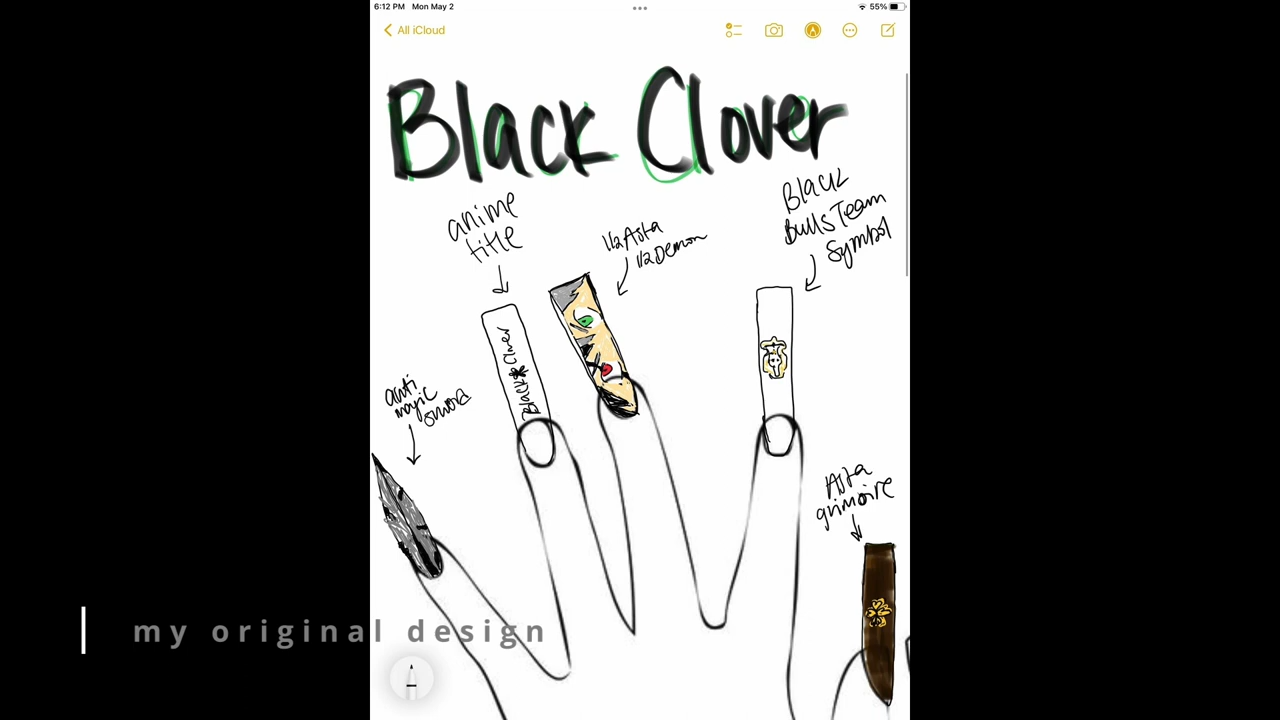 6:12 PM Mon May 2
55%
All iCloud
Black Clover
anime
title
1/2 Asta
1/2 Demon
Black
Bulls Team
Symbol
Black Clover
anti
magic
sword
Asta
grimoire
my original design